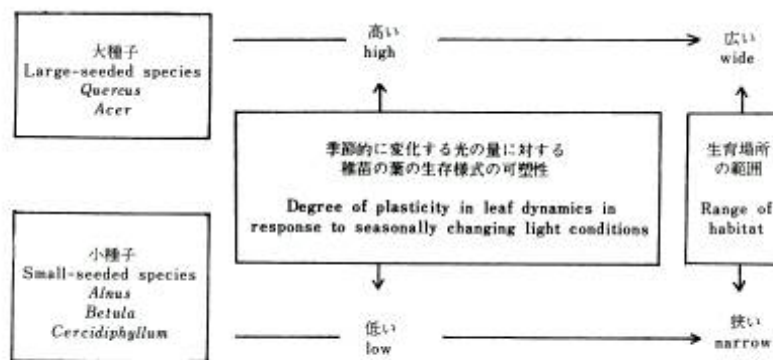 大種子
Large-seeded species
Quercus
Acer
高い
high
広い
wide
季節的に変化する光の量に対する
稚苗の葉の生存様式の可塑性
Degree of plasticity in leaf dynamics in
response to seasonally changing light conditions
生育場所
の範囲
Range of
habitat
小種子
Small-seeded species
Alnus
Betula
Cercidiphyllum
低い
low
狭い
narrow